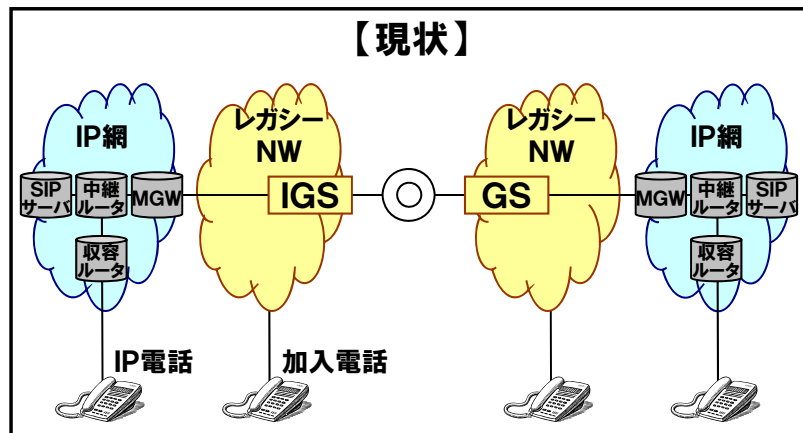 【現状】
IP網
レガシー
NW
レガシー
NW
IP網
SIP
サーバ
中継
ルータ
MGW
IGS
GS
MGW
中継
ルータ
SIP
サーバ
収容
ルータ
収容
ルータ
IP電話
加入電話